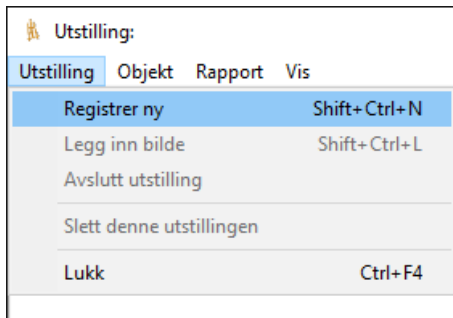 Utstilling:
Utstilling Objekt Rapport Vis
Registrer ny Shift+Ctrl+N
Legg inn bilde Shift+Ctrl+L
Avslutt utstilling
Slett denne utstillingen
Lukk Ctrl+F4